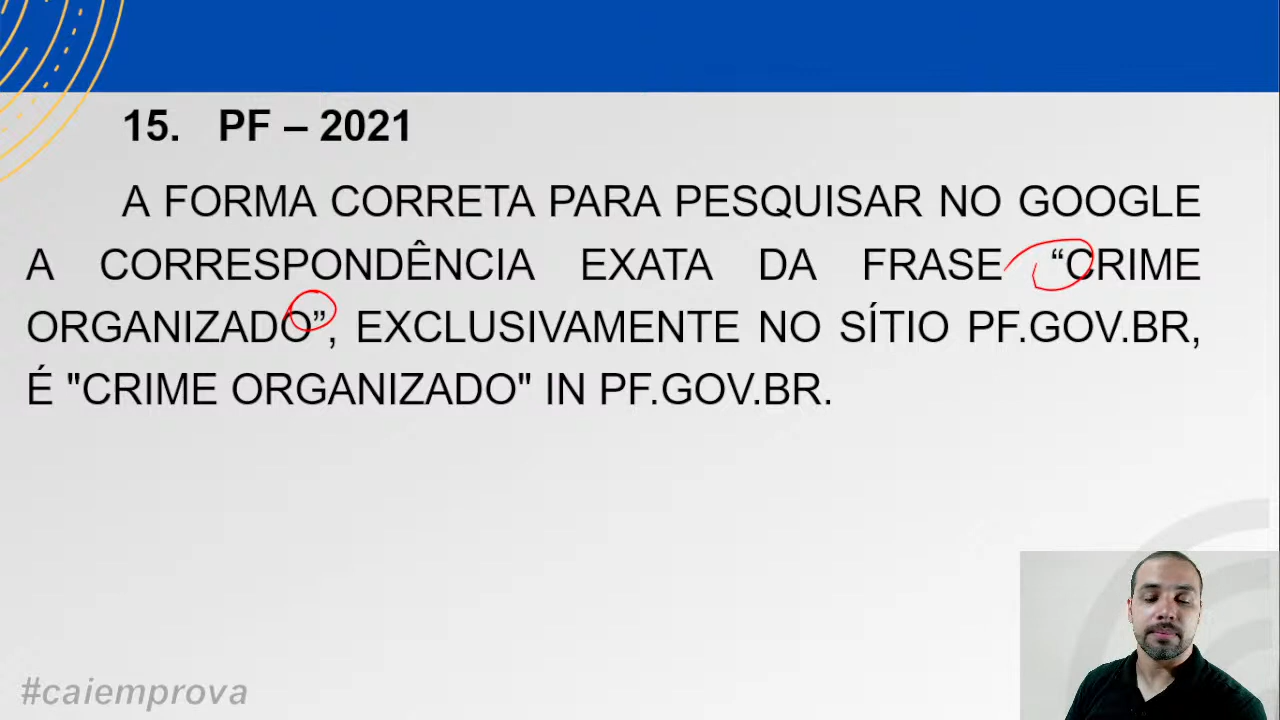 15. PF – 2021
A FORMA CORRETA PARA PESQUISAR NO GOOGLE
A CORRESPONDÊNCIA EXATA DA FRASE “CRIME
ORGANIZADO”, EXCLUSIVAMENTE NO SÍTIO PF.GOV.BR,
É "CRIME ORGANIZADO" IN PF.GOV.BR.
#caiemprova